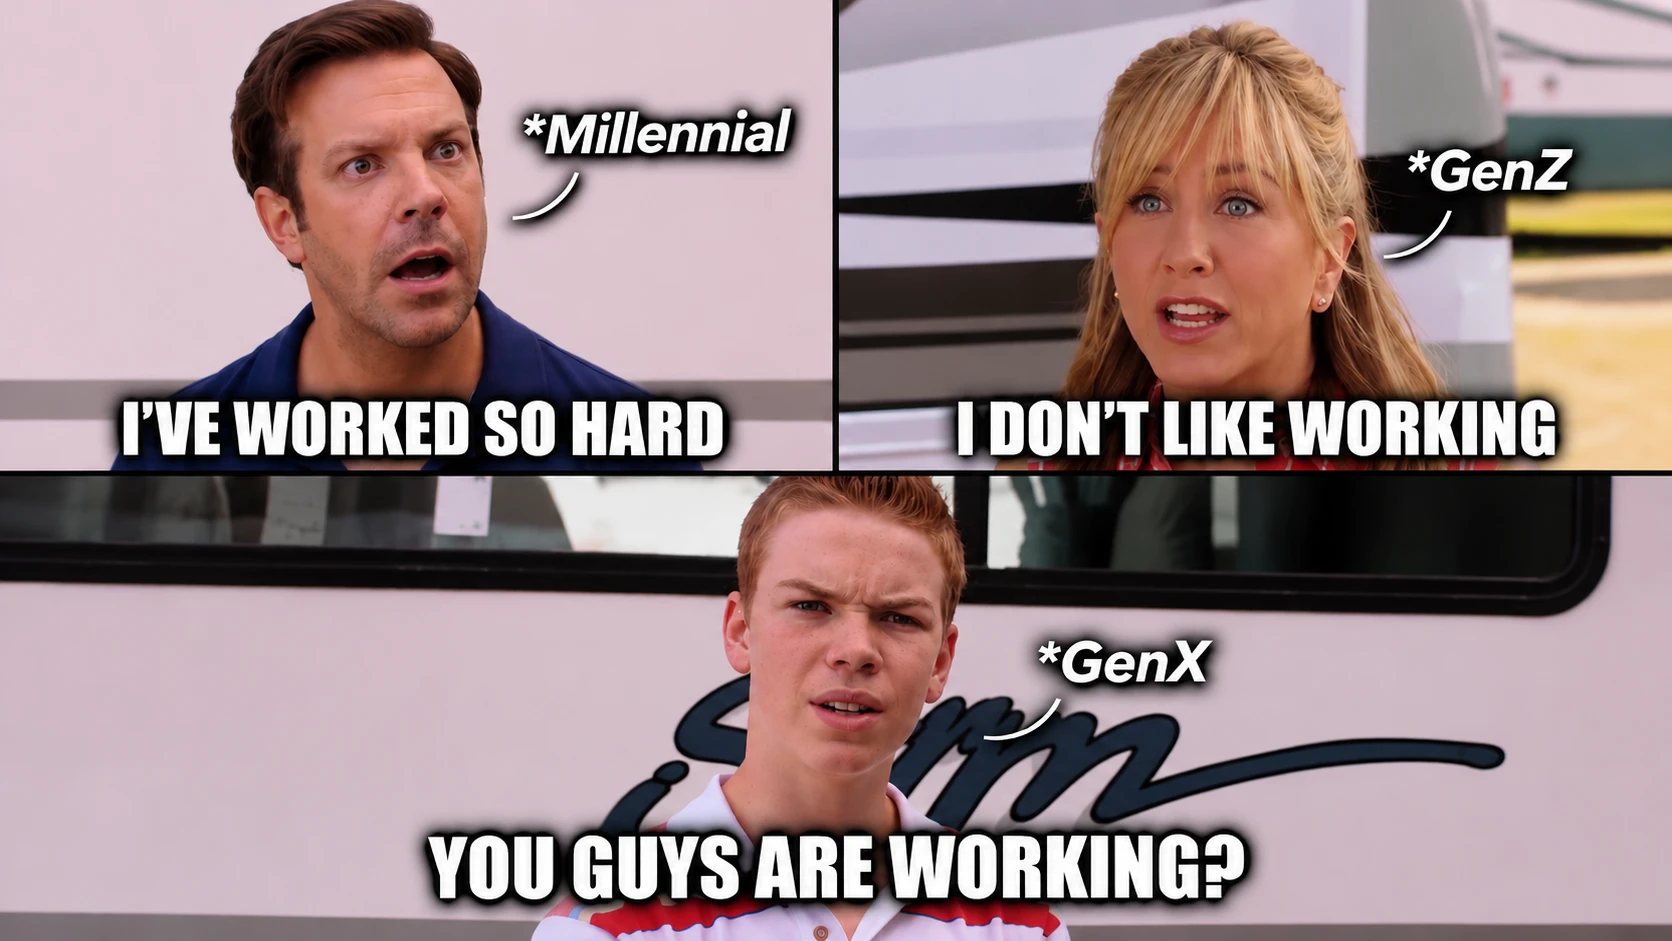 *Millennial
I'VE WORKED SO HARD
*GenZ
I DON'T LIKE WORKING
*GenX
YOU GUYS ARE WORKING?